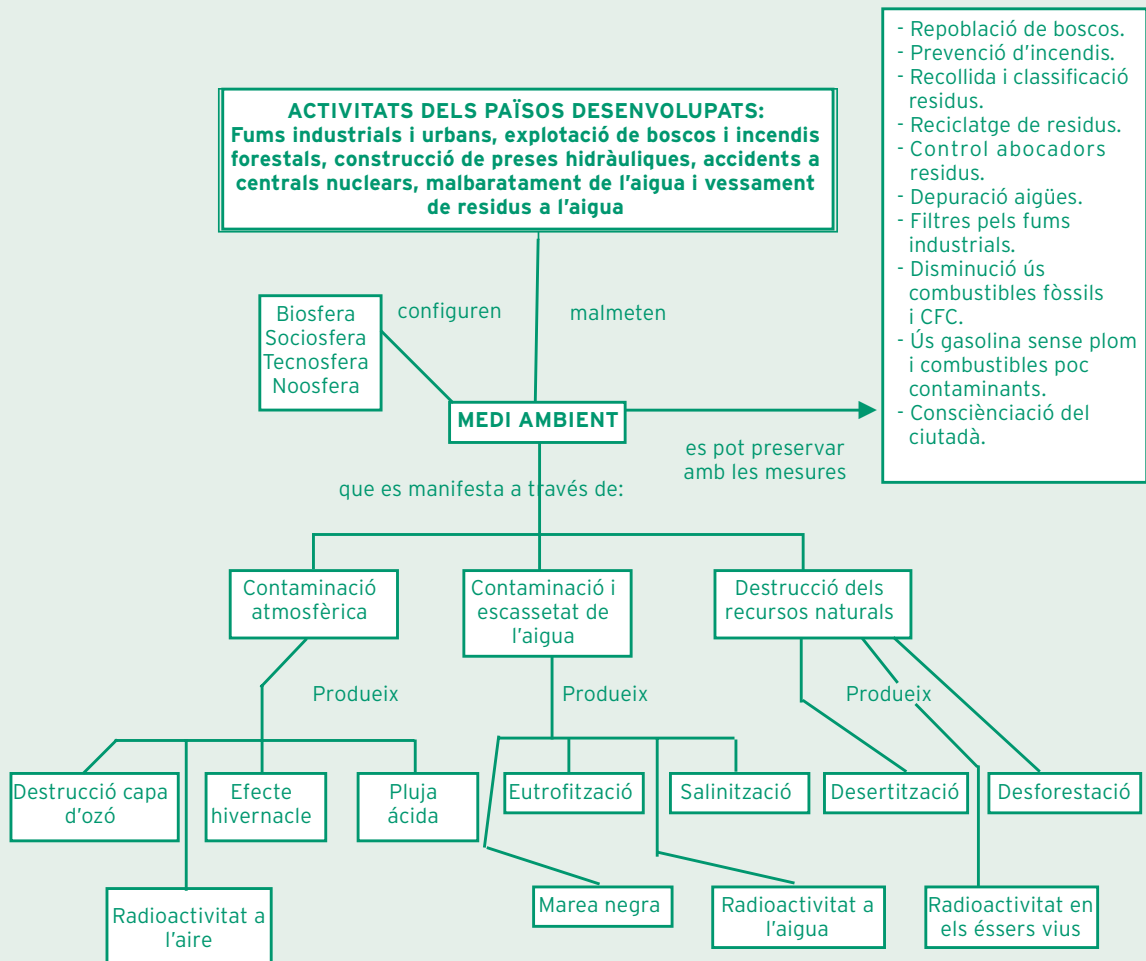 ACTIVITATS DELS PAÏSOS DESENVOLUPATS:
Fums industrials i urbans, explotació de boscos i incendis
forestals, construcció de preses hidràuliques, accidents a
centrals nuclears, malbaratament de l'aigua i vessament
de residus a l'aigua
- Repoblació de boscos.
- Prevenció d'incendis.
- Recollida i classificació
residus.
- Reciclatge de residus.
- Control abocadors
residus.
- Depuració aigües.
- Filtres pels fums
industrials.
- Disminució ús
combustibles fòssils
i CFC.
- Ús gasolina sense plom
i combustibles poc
contaminants.
- Consciènciació del
ciutadà.
Biosfera
Sociosfera
Tecnosfera
Noosfera
configuren
malmeten
MEDI AMBIENT
es pot preservar
amb les mesures
que es manifesta a través de:
Contaminació
atmosfèrica
Contaminació i
escassetat de
l'aigua
Destrucció dels
recursos naturals
Produeix
Produeix
Produeix
Destrucció capa
d'ozó
Efecte
hivernacle
Pluja
ácida
Eutrofització
Salinització
Desertització
Desforestació
Radioactivitat a
l'aire
Marea negra
Radioactivitat a
l'aigua
Radioactivitat en
els éssers vius